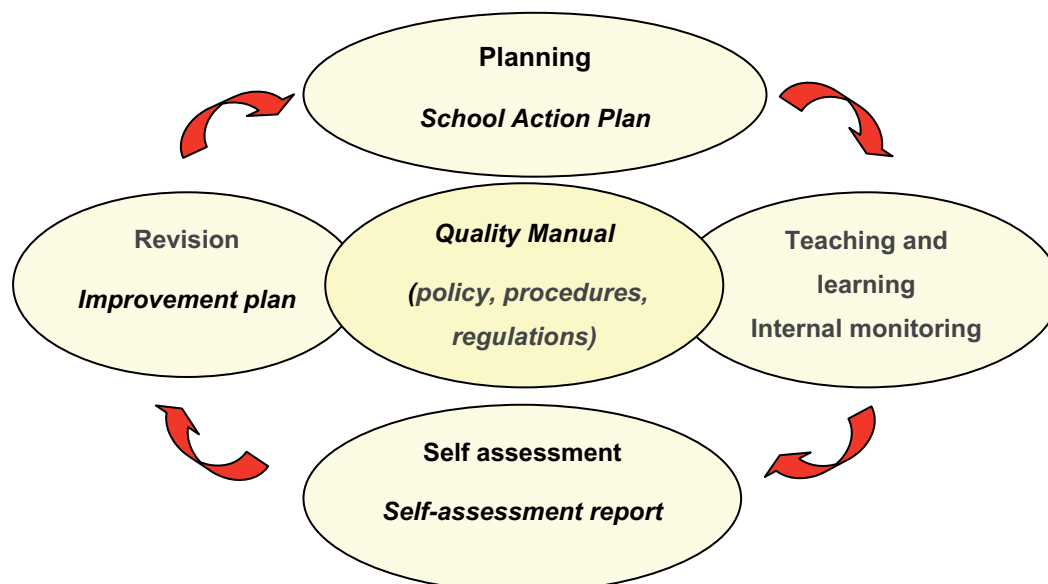 Planning
School Action Plan
Revision
Improvement plan
Quality Manual
(policy, procedures,
regulations)
Teaching and
learning
Internal monitoring
Self assessment
Self-assessment report